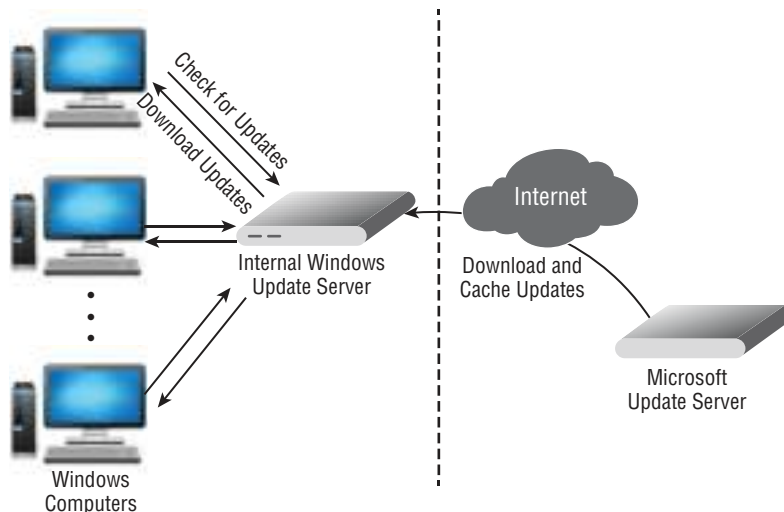 Check for Updates
Download Updates
Internal Windows
Update Server
Internet
Download and
Cache Updates
Microsoft
Update Server
Windows
Computers